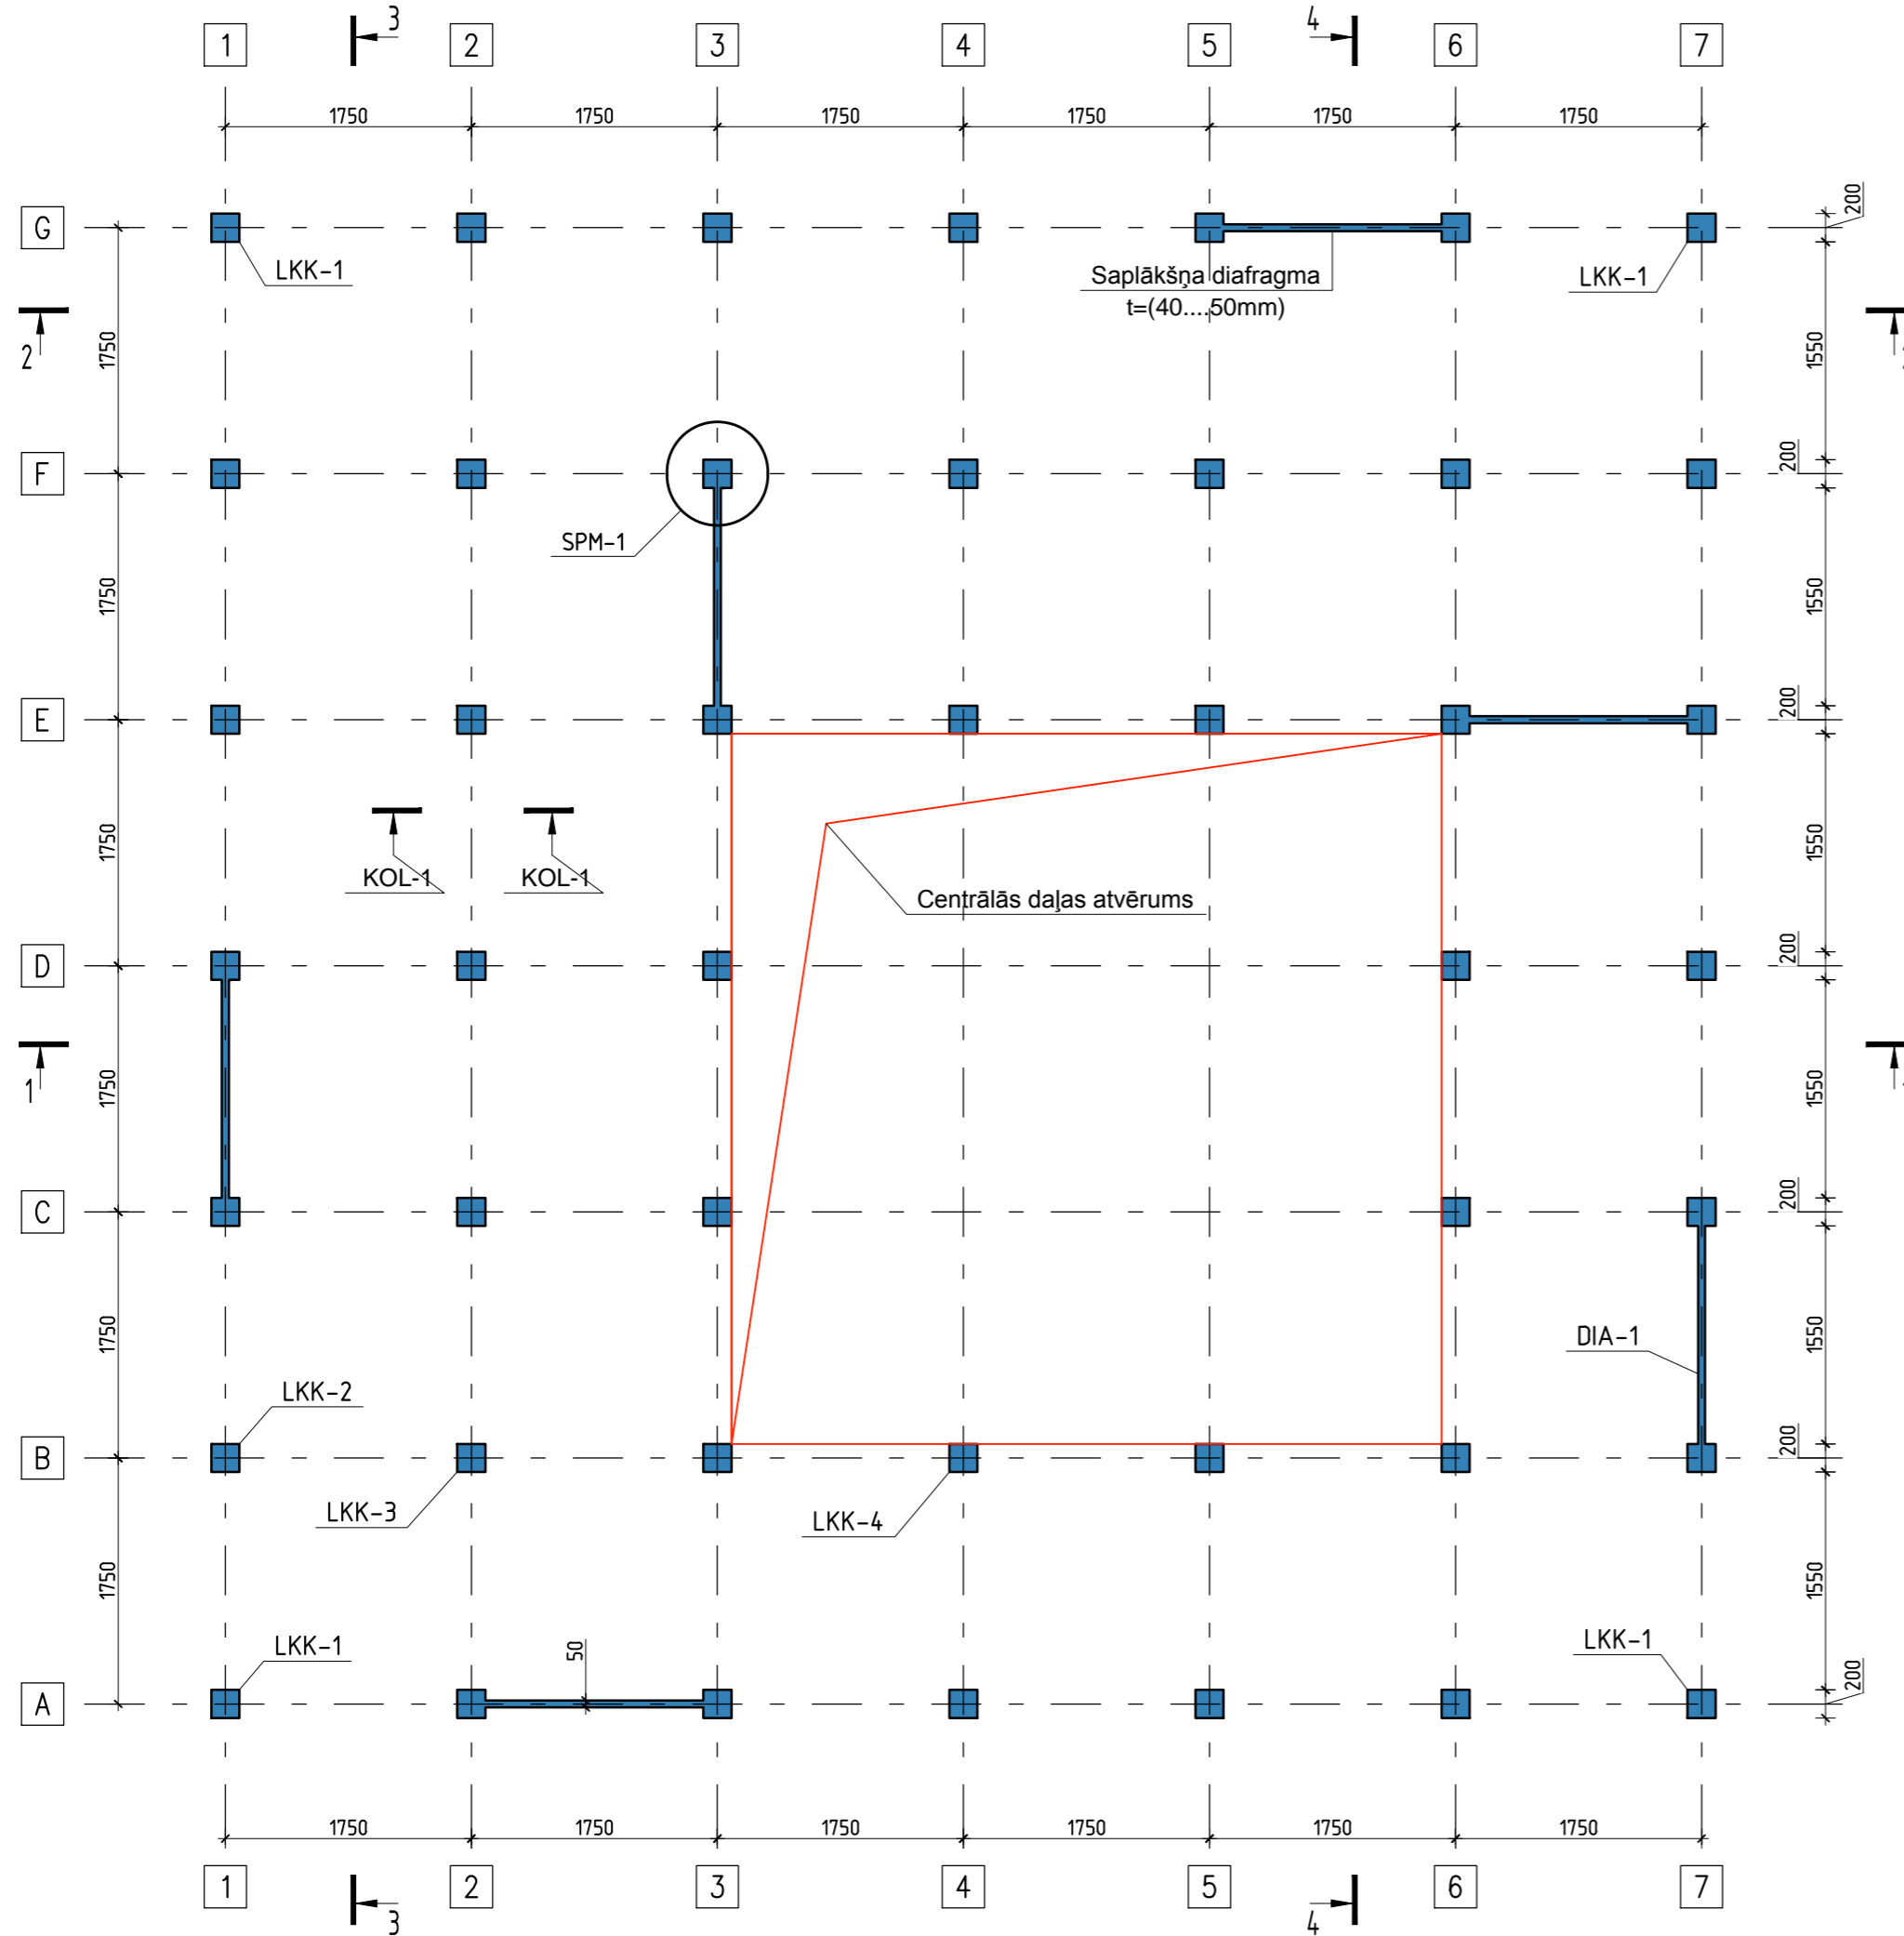 3 4
1 2 3 4 5 6 7
1750 1750 1750 1750 1750 1750
200
G
LKK-1
Saplākšņa diafragma
t=(40....50mm)
LKK-1
2
1750
1550
F
200
SPM-1
1750
1550
E
200
1750
1550
KOL-1 KOL-1
Centrālās daļas atvērums
D
200
1
1750
1550
C
200
1750
1550
DIA-1
LKK-2
B
200
LKK-3
LKK-4
1750
1550
LKK-1
50
LKK-1
A
200
1750 1750 1750 1750 1750 1750
1 2 3 4 5 6 7
3 4